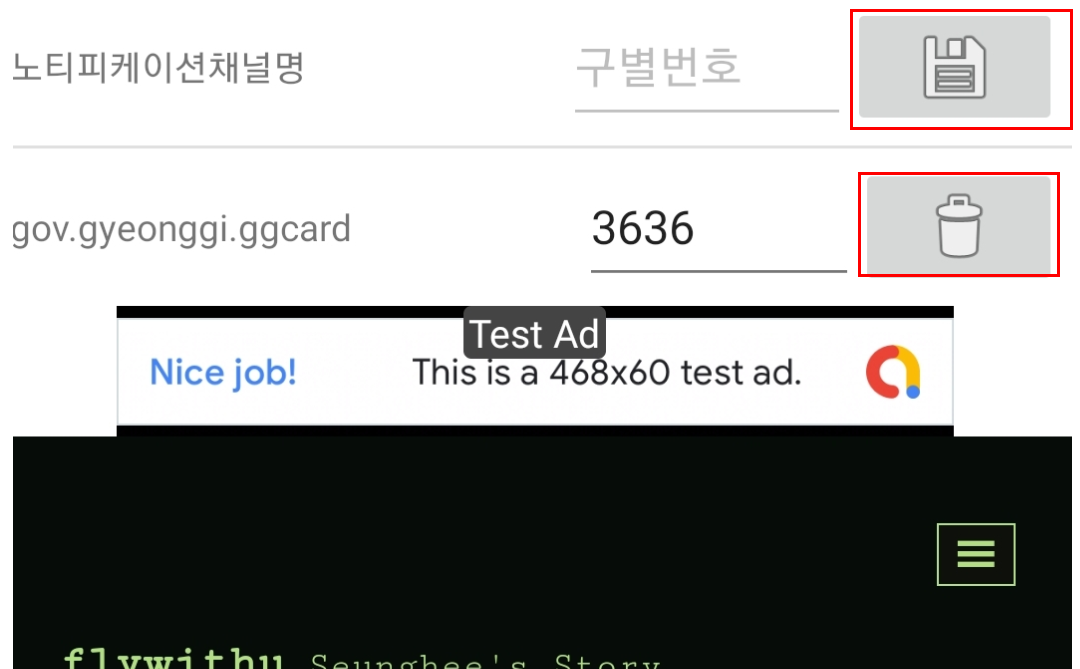 노티피케이션채널명
구별번호
gov.gyeonggi.ggcard
3636
Test Ad
Nice job!
This is a 468x60 test ad.
flywithu Seunghee's Story